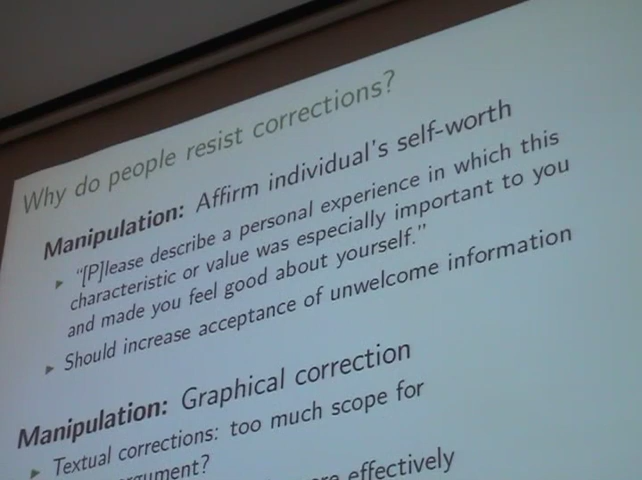 Why do people resist corrections?
Manipulation: Affirm individual's self-worth
"[P]lease describe a personal experience in which this
characteristic or value was especially important to you
and made you feel good about yourself."
Should increase acceptance of unwelcome information
Manipulation: Graphical correction
Textual corrections: too much scope for
effectively